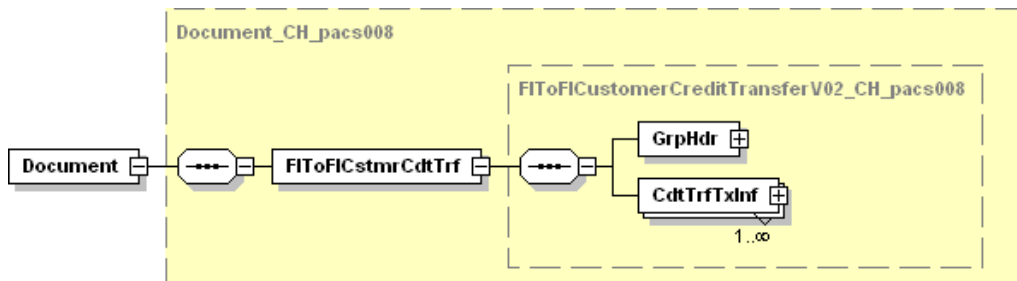 Document_CH_pacs008
FIToFICustomerCreditTransferV02_CH_pacs008
GrpHdr
Document
FIToFICstmrCdtTrf
CdtTrfTxInf
1..∞